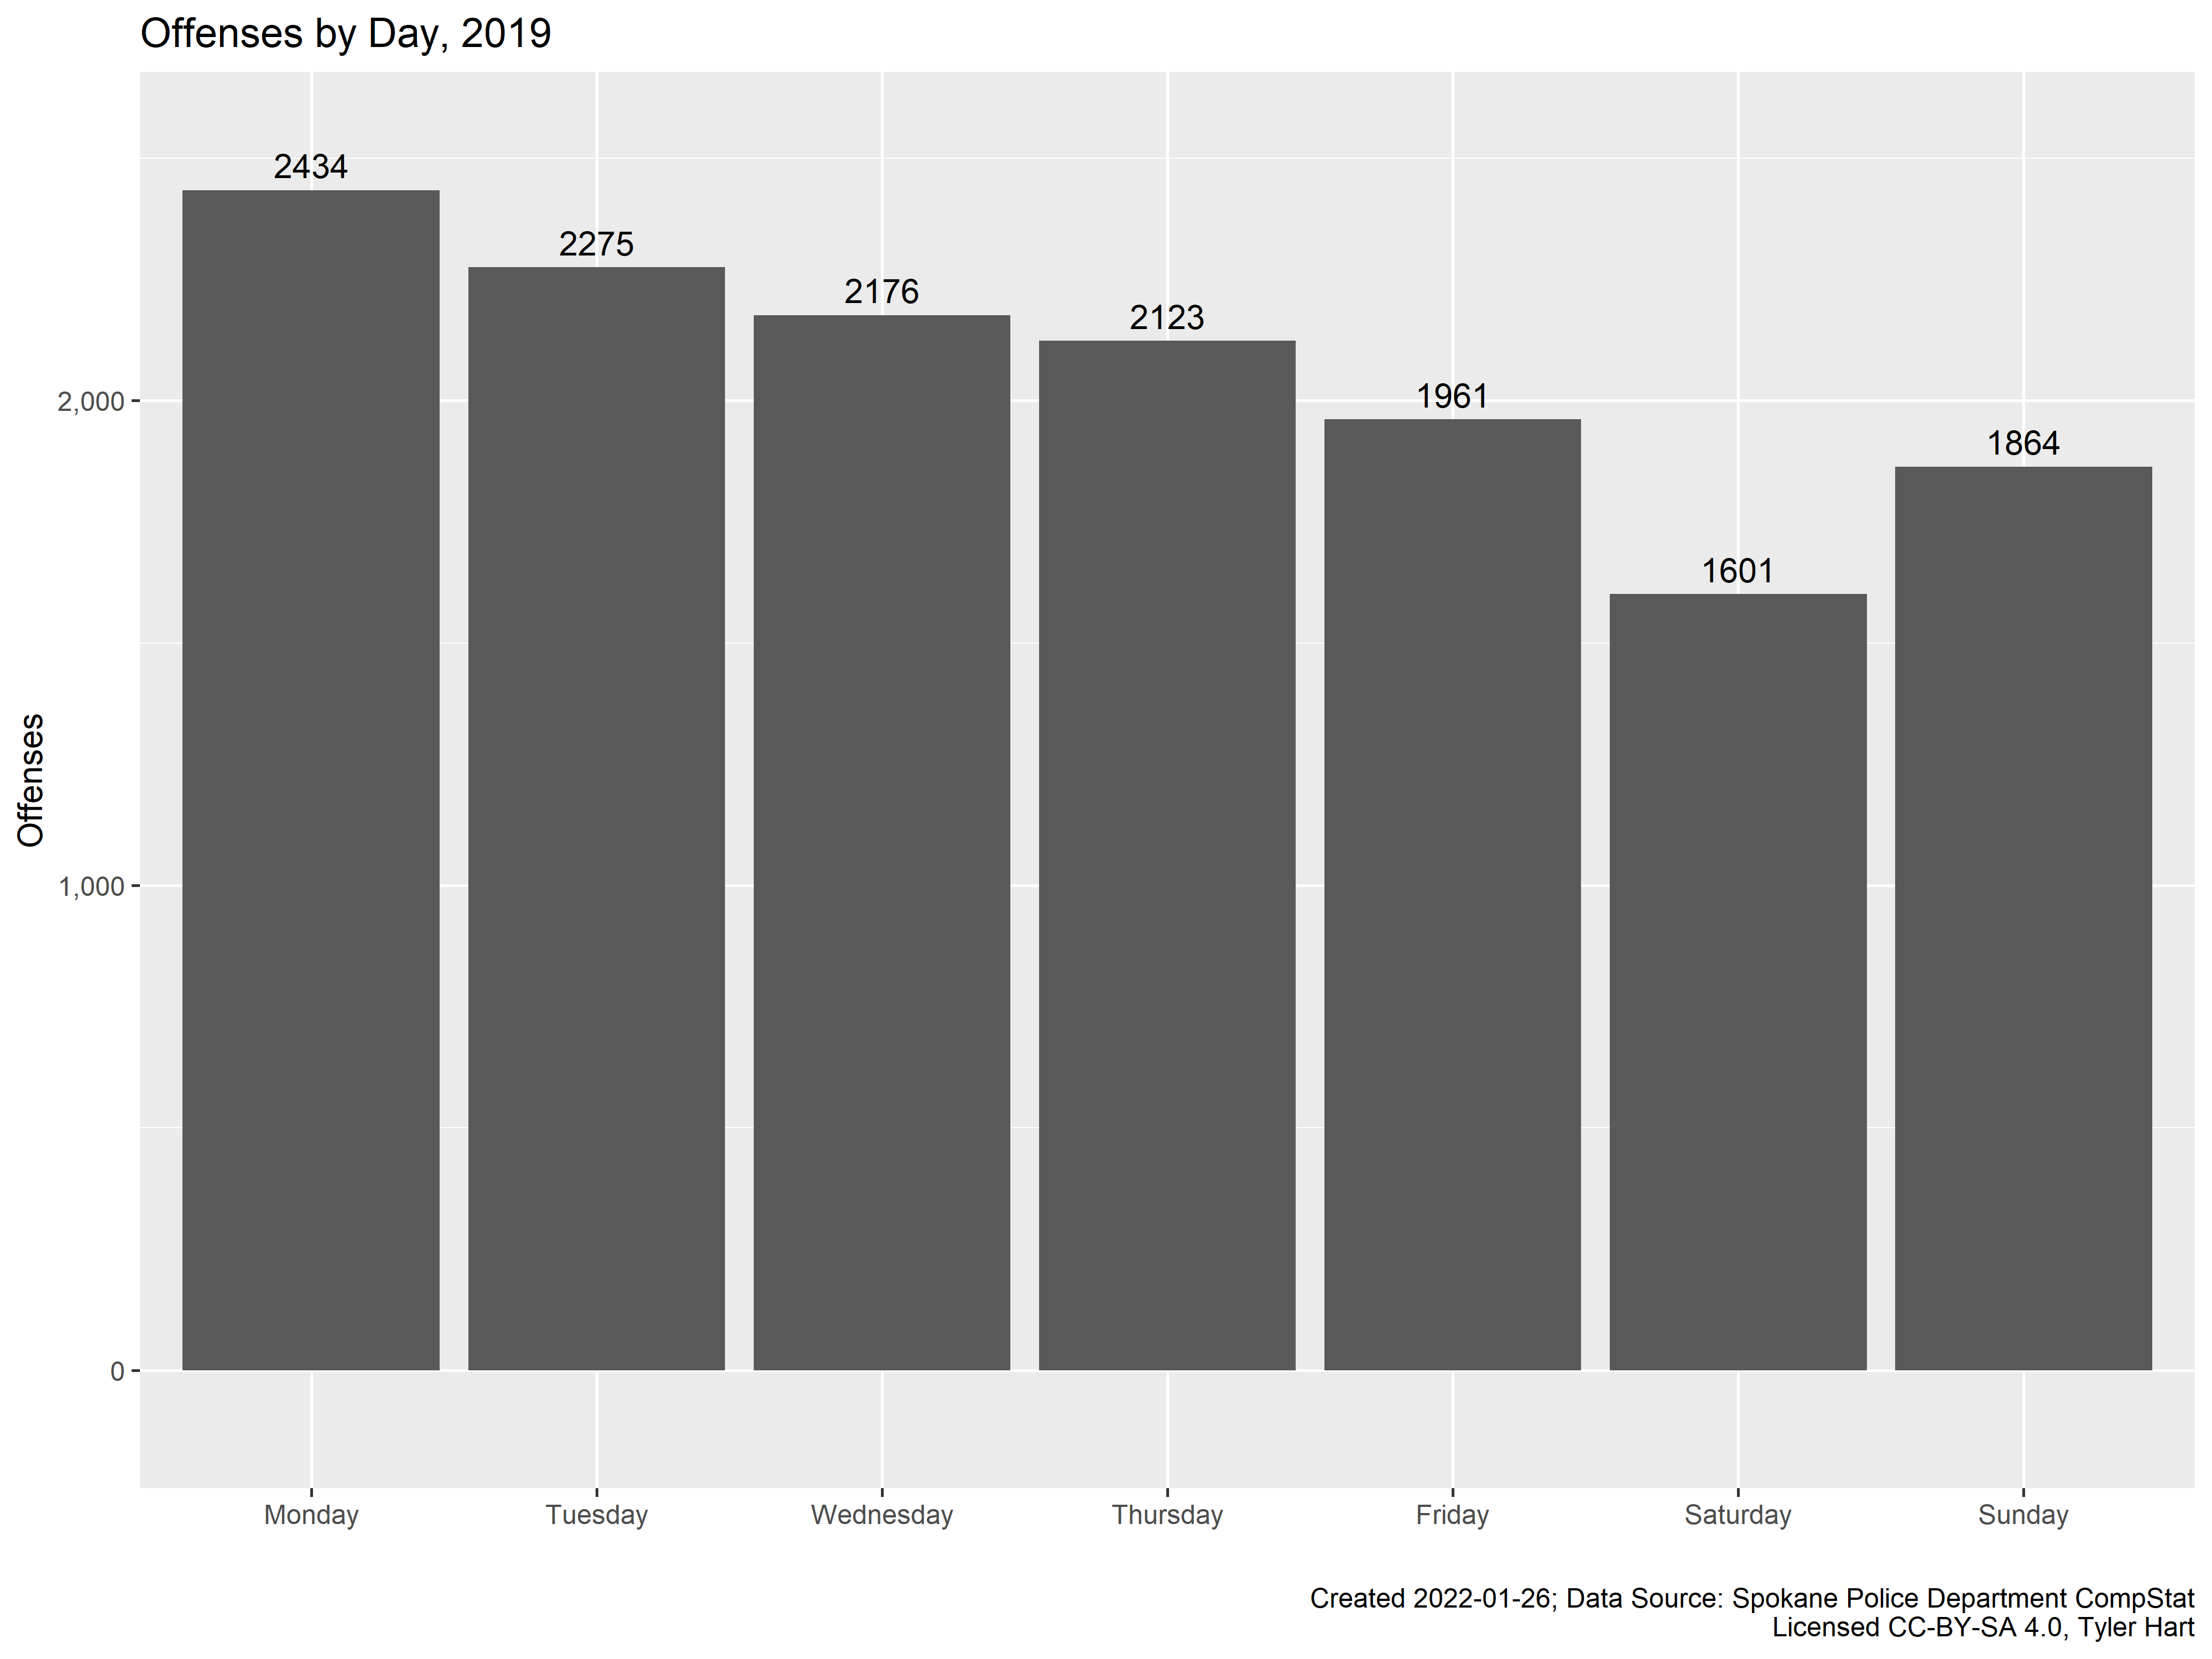 Offenses by Day, 2019
2434
2275
2176
2123
1961
1601
1864
2,000
1,000
0
Offenses
Monday
Tuesday
Wednesday
Thursday
Friday
Saturday
Sunday
Created 2022-01-26; Data Source: Spokane Police Department CompStat
Licensed CC-BY-SA 4.0, Tyler Hart